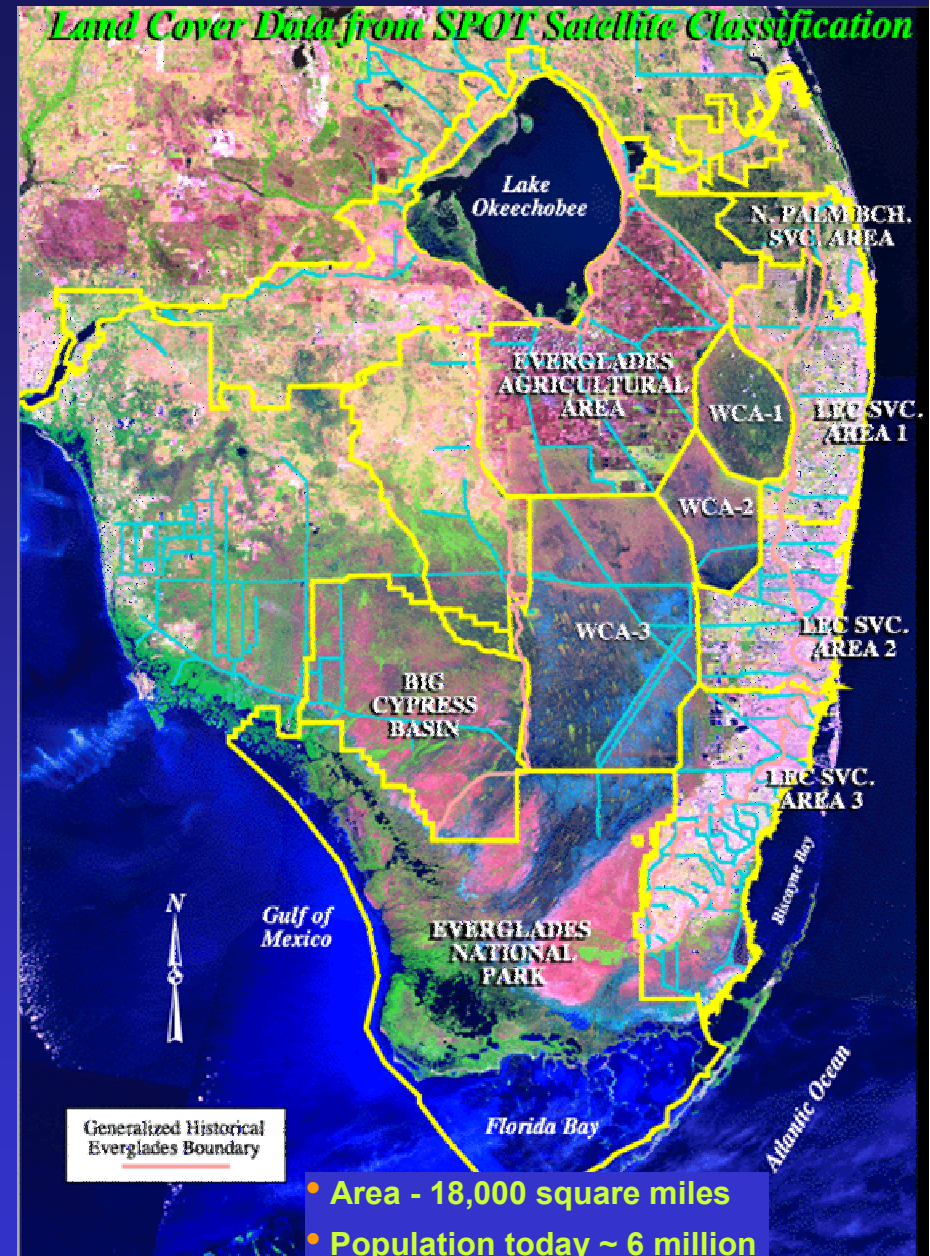 Land Cover Data from SPOT Satellite Classification
Lake
Okeechobee
N. PALM BCH.
SVC. AREA
EVERGLADES
AGRICULTURAL
AREA
WCA-1
LEC SVC.
AREA 1
WCA-2
WCA-3
LEC SVC.
AREA 2
BIG
CYPRESS
BASIN
LEC SVC.
AREA 3
Biscayne Bay
N
Gulf of
Mexico
EVERGLADES
NATIONAL
PARK
Atlantic Ocean
Florida Bay
Generalized Historical
Everglades Boundary
• Area - 18,000 square miles
• Population today ~ 6 million